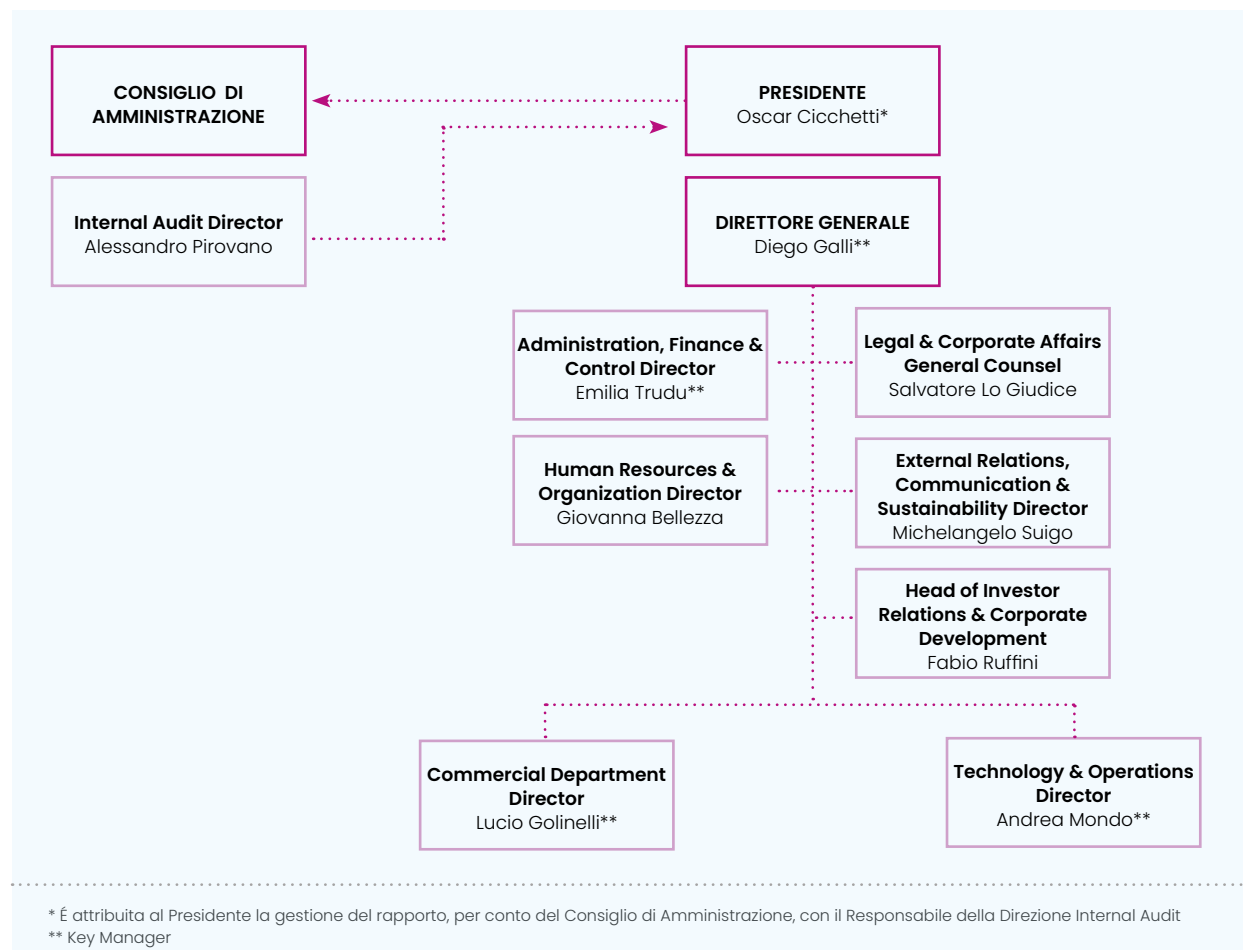 CONSIGLIO DI
AMMINISTRAZIONE
PRESIDENTE
Oscar Cicchetti*
Internal Audit Director
Alessandro Pirovano
DIRETTORE GENERALE
Diego Galli**
Administration, Finance &
Control Director
Emilia Trudu**
Legal & Corporate Affairs
General Counsel
Salvatore Lo Giudice
Human Resources &
Organization Director
Giovanna Bellezza
External Relations,
Communication &
Sustainability Director
Michelangelo Suigo
Head of Investor
Relations & Corporate
Development
Fabio Ruffini
Commercial Department
Director
Lucio Golinelli**
Technology & Operations
Director
Andrea Mondo**
* É attribuita al Presidente la gestione del rapporto, per conto del Consiglio di Amministrazione, con il Responsabile della Direzione Internal Audit
** Key Manager